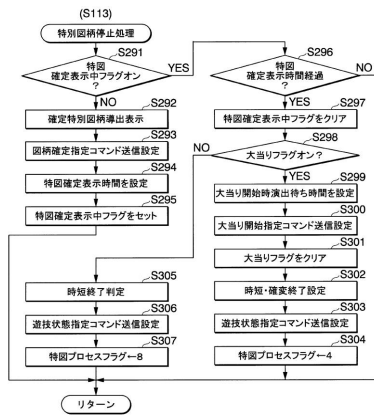 (S113)
特別図柄停止処理
S291
特図
確定表示中フラグオン
?
YES
NO
S292
確定特別図柄導出表示
S293
図柄確定指定コマンド送信設定
S294
特図確定表示時間を設定
S295
特図確定表示中フラグをセット
S296
特図
確定表示時間経過
?
NO
YES
S297
特図確定表示中フラグをクリア
S298
大当りフラグオン?
NO
YES
S299
大当り開始時演出待ち時間を設定
S300
大当り開始指定コマンド送信設定
S301
大当りフラグをクリア
S302
時短・確変終了設定
S303
遊技状態指定コマンド送信設定
S304
特図プロセスフラグ←4
S305
時短終了判定
S306
遊技状態指定コマンド送信設定
S307
特図プロセスフラグ←8
リターン